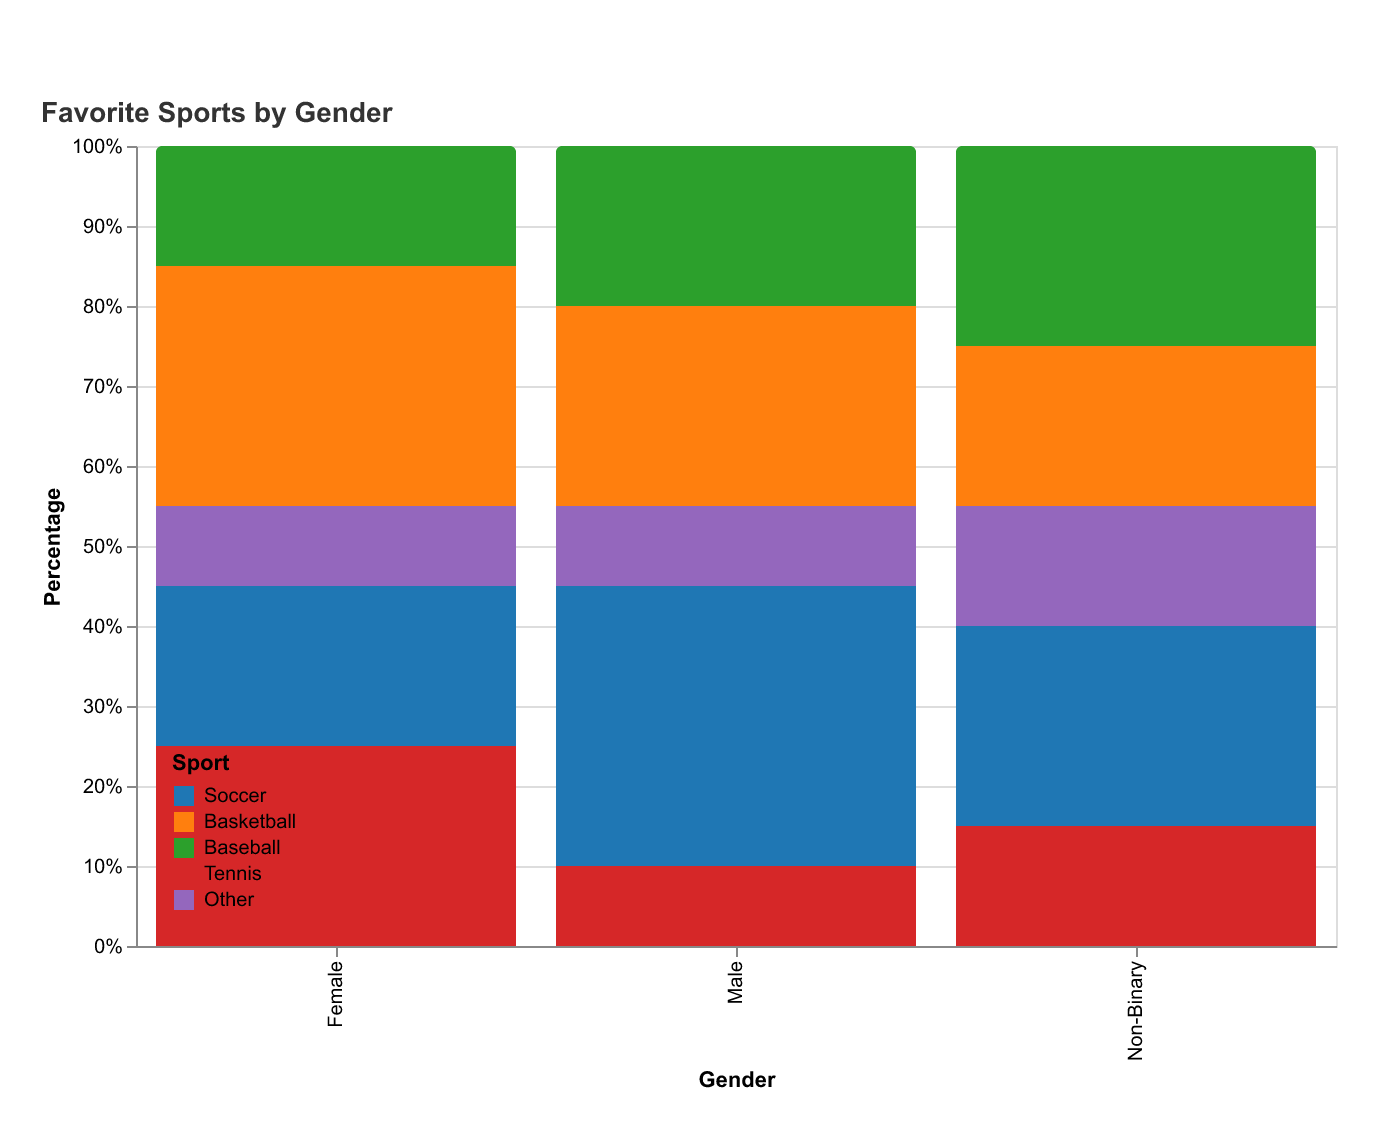 Favorite Sports by Gender
100%
90%
80%
70%
60%
50%
40%
30%
20%
10%
0%
Percentage
Sport
Soccer
Basketball
Baseball
Tennis
Other
Female
Male
Non-Binary
Gender